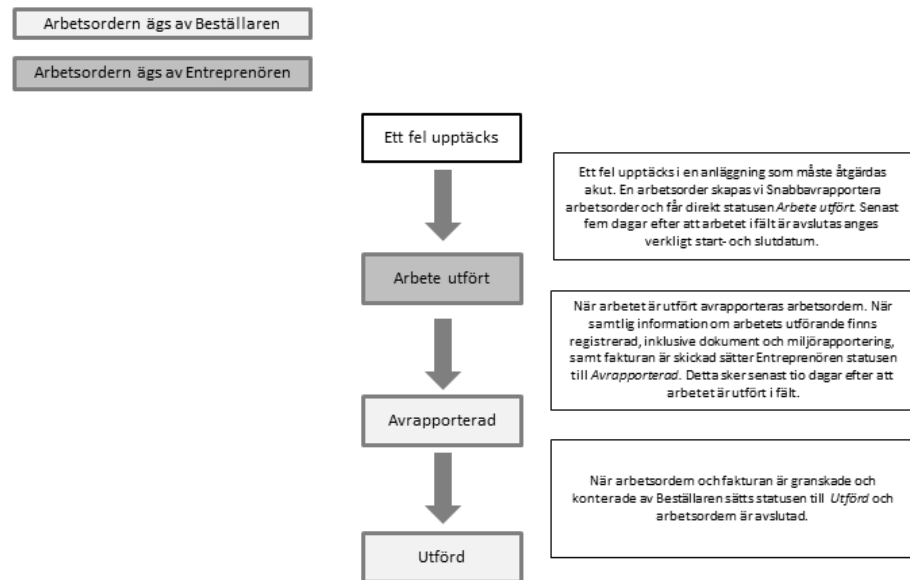 Arbetsordern ägs av Beställaren
Arbetsordern ägs av Entreprenören
Ett fel upptäcks
Ett fel upptäcks i en anläggning som måste åtgärdas
akut. En arbetsorder skapas vi Snabbavrapportera
arbetsorder och får direkt statusen Arbete utfört. Senast
fem dagar efter att arbetet i fält är avslutas anges
verkligt start- och slutdatum.
Arbete utfört
När arbetet är utfört avrapporteras arbetsordern. När
samtlig information om arbetets utförande finns
registrerad, inklusive dokument och miljörapportering,
samt fakturan är skickad sätter Entreprenören statusen
till Avrapporterad. Detta sker senast tio dagar efter att
arbetet är utfört i fält.
Avrapporterad
När arbetsordern och fakturan är granskade och
konterade av Beställaren sätts statusen till Utförd och
arbetsordern är avslutad.
Utförd